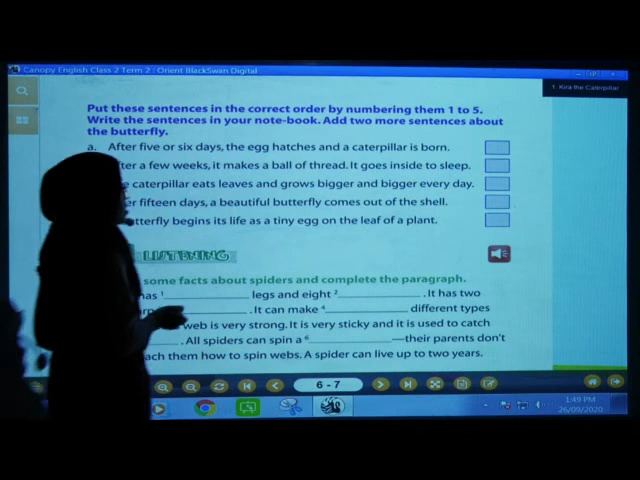 Canopy English Class 2 Term 2 : Orient BlackSwan Digital
1. Kira the Caterpillar
Put these sentences in the correct order by numbering them 1 to 5.
Write the sentences in your note-book. Add two more sentences about
the butterfly.
a. After five or six days, the egg hatches and a caterpillar is born.
fter a few weeks, it makes a ball of thread. It goes inside to sleep.
e caterpillar eats leaves and grows bigger and bigger every day.
er fifteen days, a beautiful butterfly comes out of the shell.
utterfly begins its life as a tiny egg on the leaf of a plant.
LISTENING
some facts about spiders and complete the paragraph.
has 1 legs and eight 2 . It has two
. It can make 4 different types
web is very strong. It is very sticky and it is used to catch
. All spiders can spin a 6 —their parents don't
ach them how to spin webs. A spider can live up to two years.
6 - 7
1:49 PM
26/09/2020